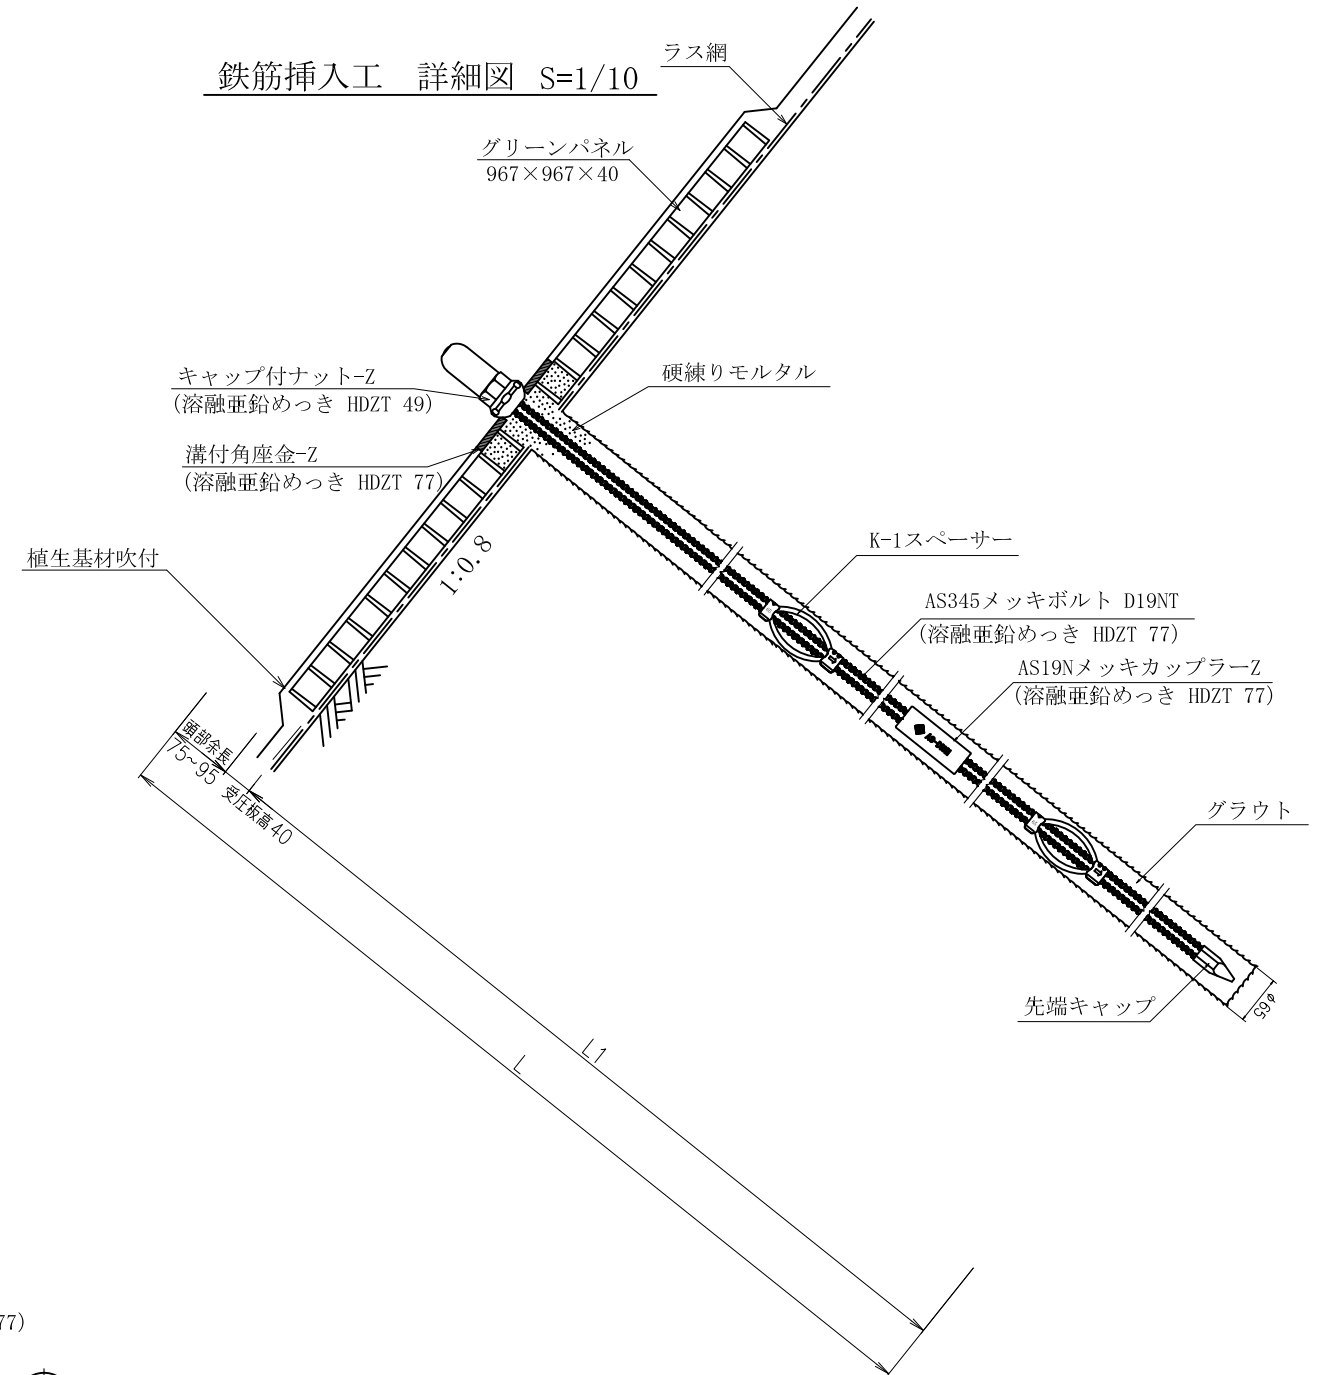 鉄筋挿入工　詳細図　S=1/10
ラス網
グリーンパネル
967×967×40
キャップ付ナット-Z
(溶融亜鉛めっき HDZT 49)
硬練りモルタル
溝付角座金-Z
(溶融亜鉛めっき HDZT 77)
植生基材吹付
1:0.8
K-1スペーサー
AS345メッキボルト D19NT
(溶融亜鉛めっき HDZT 77)
AS19NメッキカップラーZ
(溶融亜鉛めっき HDZT 77)
頭部余長
75~95
受圧板高40
グラウト
先端キャップ
φ65
L1
L
77)